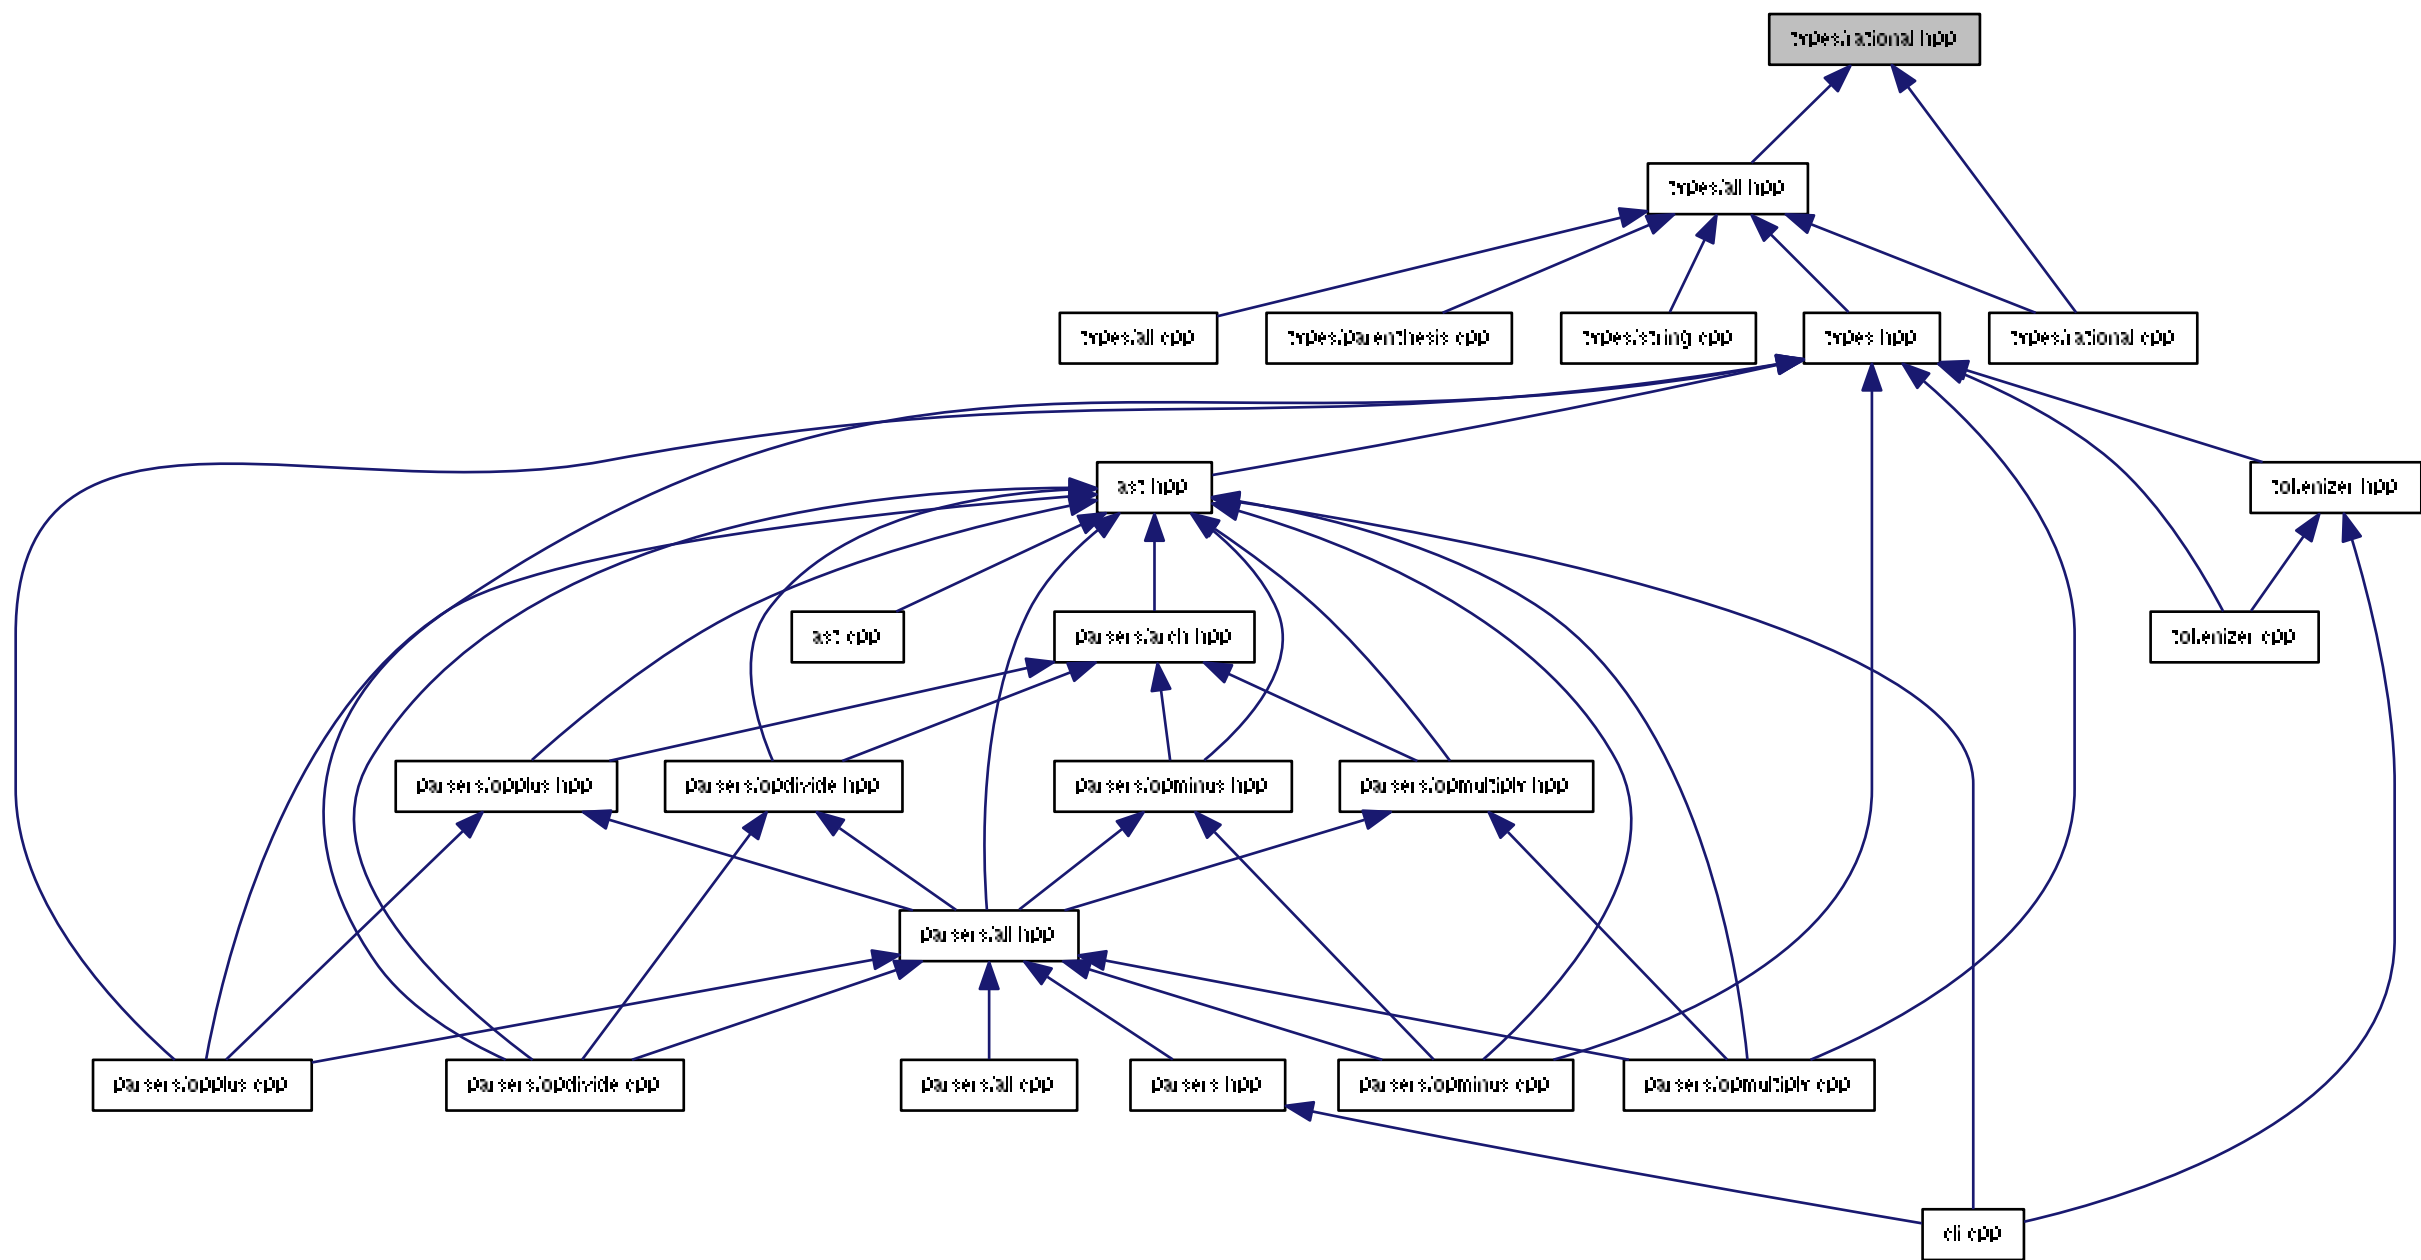 types/rational.hpp
types/all.hpp
types/all.cpp
types/parenthesis.cpp
types/string.cpp
types.hpp
types/rational.cpp
ast.hpp
tokenizer.hpp
ast.cpp
parsers/arch.hpp
tokenizer.cpp
parsers/opplus.hpp
parsers/opdivide.hpp
parsers/opminus.hpp
parsers/opmultiply.hpp
parsers/all.hpp
parsers/opplus.cpp
parsers/opdivide.cpp
parsers/all.cpp
parsers.hpp
parsers/opminus.cpp
parsers/opmultiply.cpp
cli.cpp